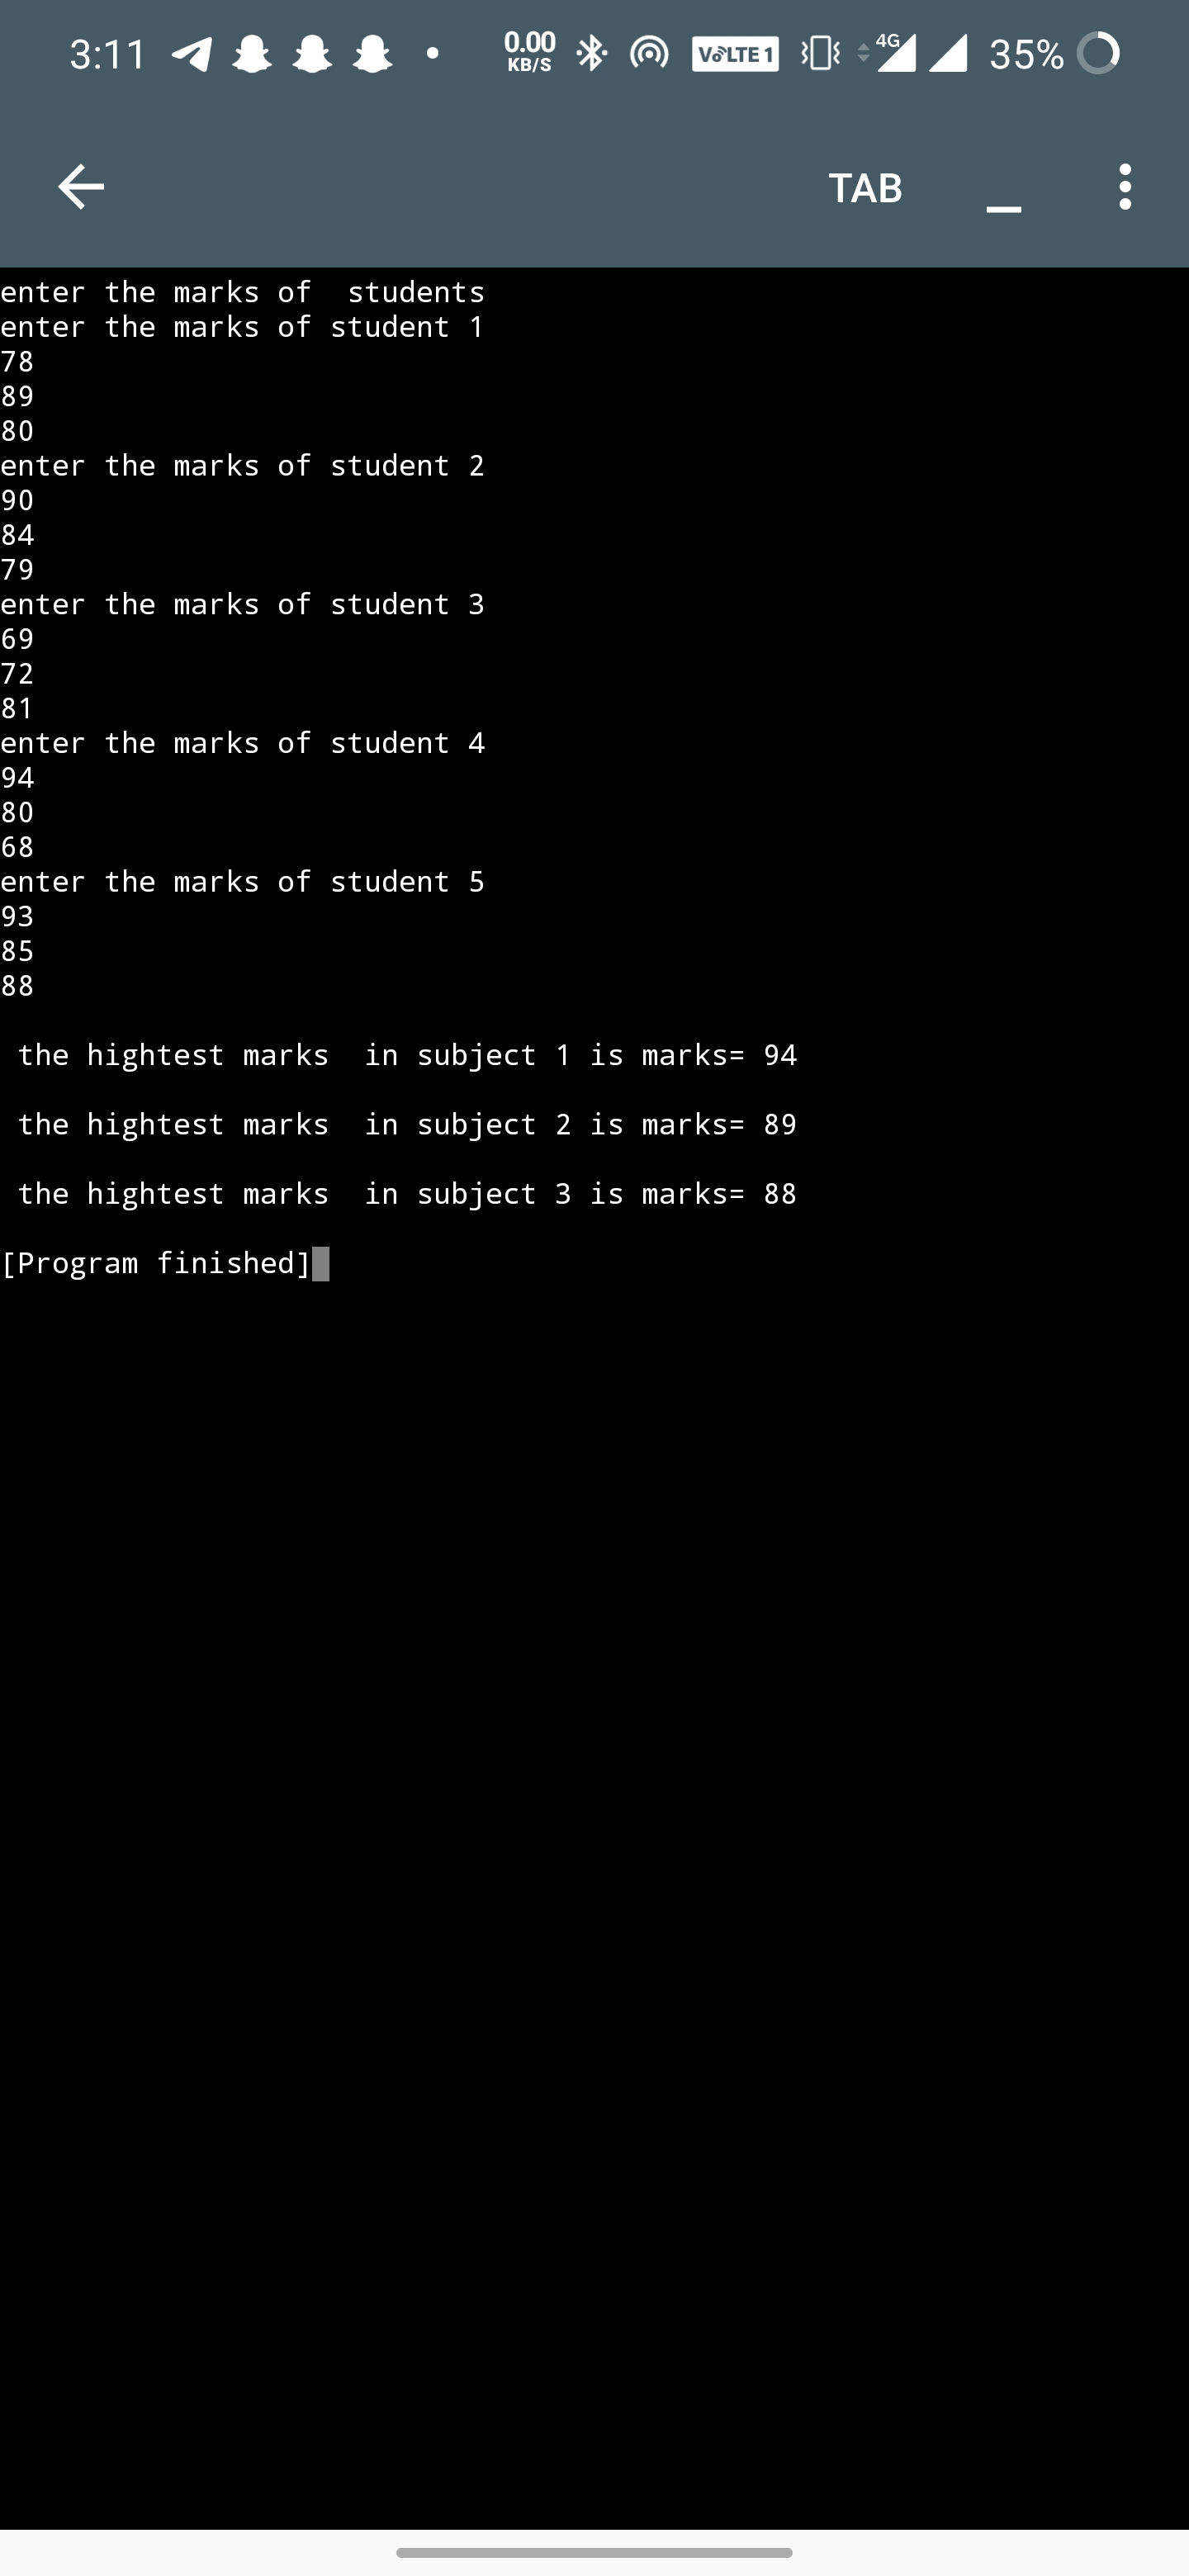 3:11 0.00 KB/S VoLTE 1 4G 35%
TAB
enter the marks of  students
enter the marks of student 1
78
89
80
enter the marks of student 2
90
84
79
enter the marks of student 3
69
72
81
enter the marks of student 4
94
80
68
enter the marks of student 5
93
85
88
the hightest marks  in subject 1 is marks= 94
the hightest marks  in subject 2 is marks= 89
the hightest marks  in subject 3 is marks= 88
[Program finished]